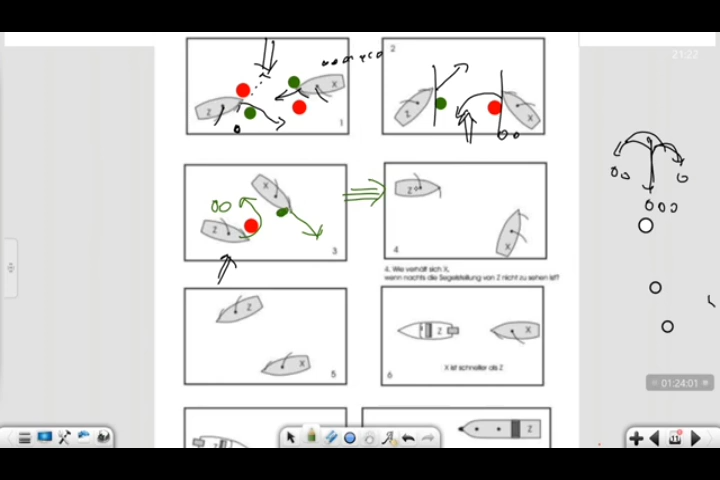 21:22
Z
X
1
2
Z
X
X
Z
3
Z
X
4
4. Wie verhält sich X,
wenn nachts die Segelstellung von Z nicht zu sehen ist?
Z
X
5
Z
X
X ist schneller als Z
6
01:24:01
Z
Z